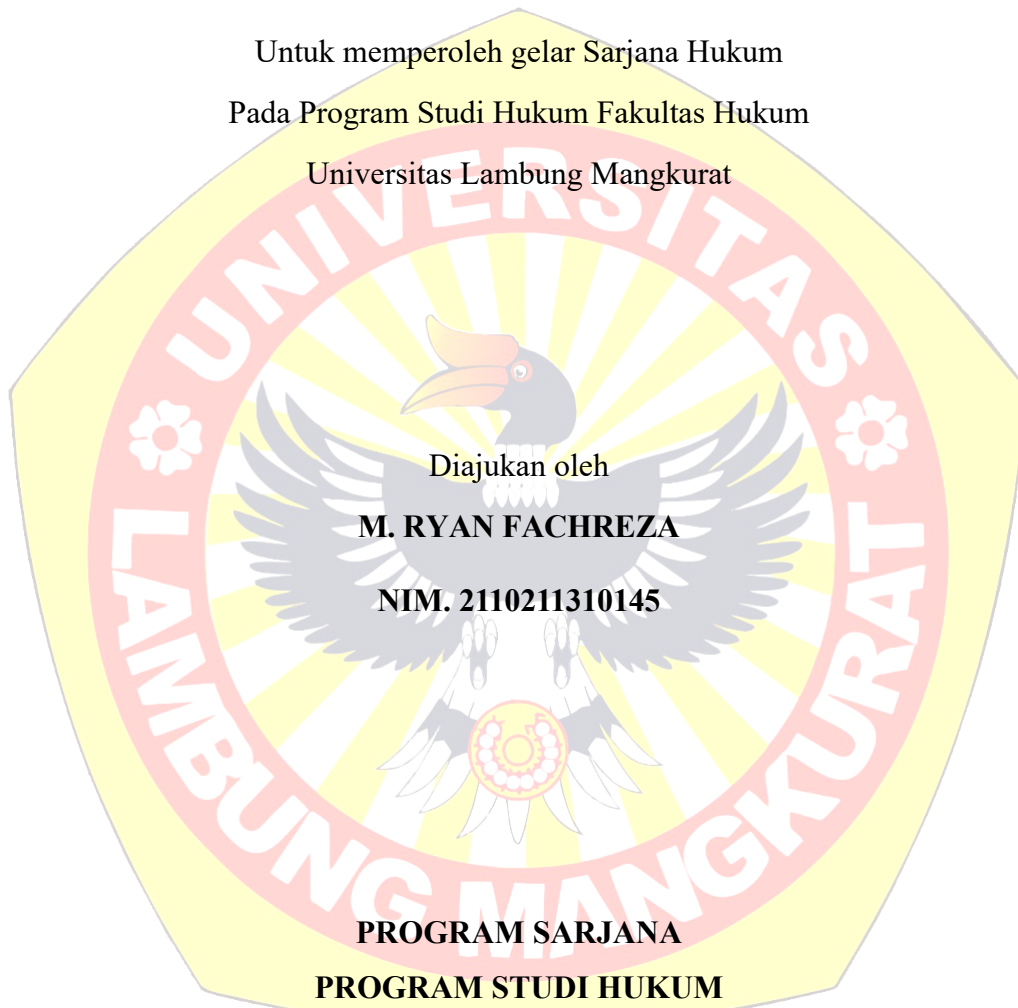 Untuk memperoleh gelar Sarjana Hukum
Pada Program Studi Hukum Fakultas Hukum
Universitas Lambung Mangkurat
UNIVERSITAS
LAMBUNG MANGKURAT
Diajukan oleh
M. RYAN FACHREZA
NIM. 2110211310145
PROGRAM SARJANA
PROGRAM STUDI HUKUM